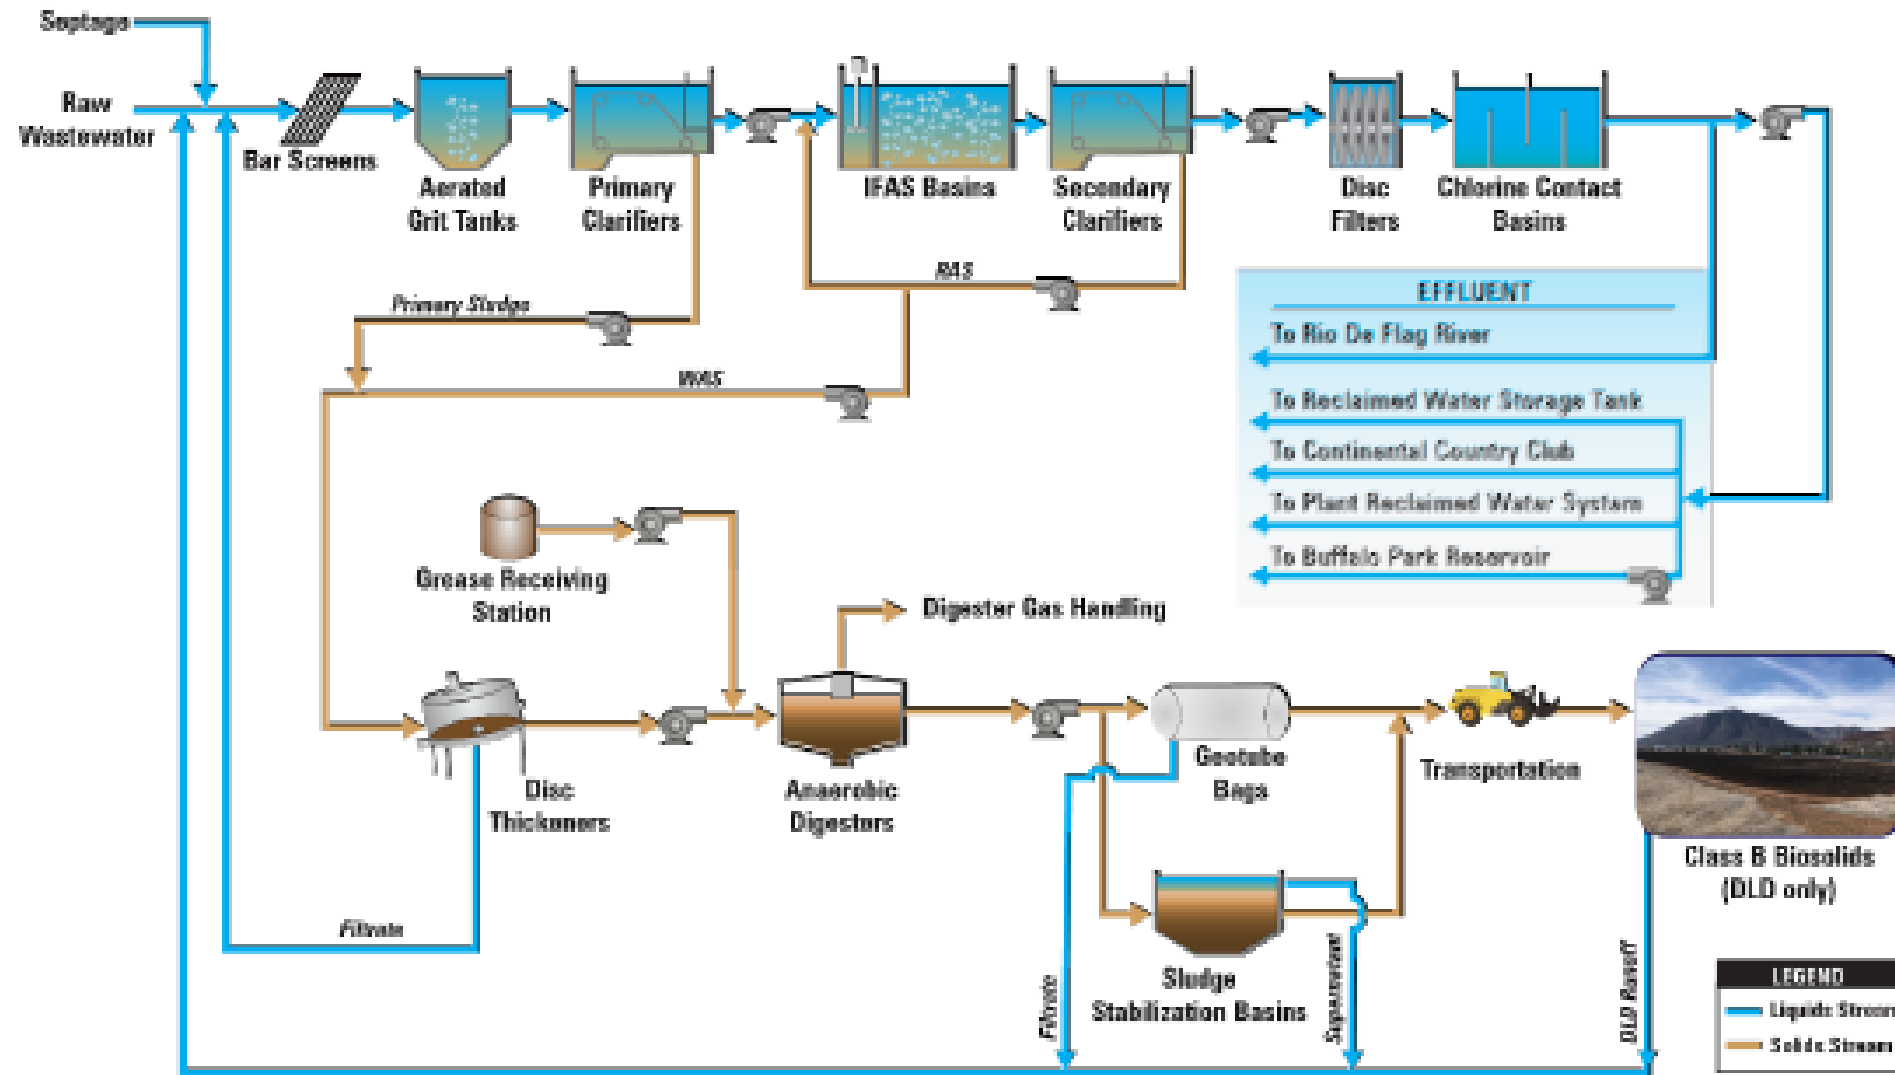 Septage
Raw
Wastewater
Bar Screens
Aerated
Grit Tanks
Primary
Clarifiers
IFAS Basins
Secondary
Clarifiers
Disc
Filters
Chlorine Contact
Basins
RAS
Primary Sludge
WAS
EFFLUENT
To Rio De Flag River
To Reclaimed Water Storage Tank
To Continental Country Club
To Plant Reclaimed Water System
To Buffalo Park Reservoir
Grease Receiving
Station
Digester Gas Handling
Disc
Thickeners
Anaerobic
Digesters
Geotube
Bags
Transportation
Class B Biosolids
(DLD only)
Filtrate
Sludge
Stabilization Basins
Filtrate
Supernatant
DLD Runoff
LEGEND
Liquids Stream
Solids Stream